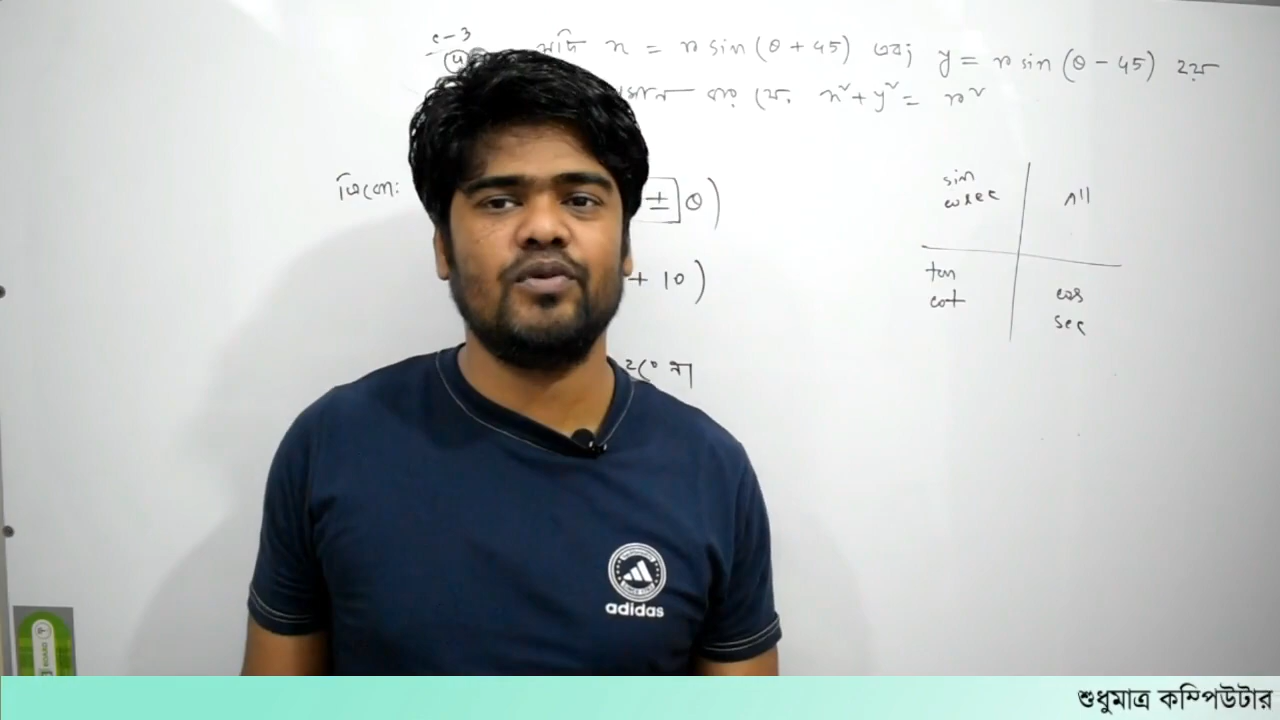 c-3
যদি x = r sin (θ + 45) এবং y = r sin (θ - 45) হয়
প্রমাণ কর যে, x² + y² = r²
sin
cosec
all
± θ)
+ 10)
tan
cot
cos
sec
adidas
শুধুমাত্র কম্পিউটার